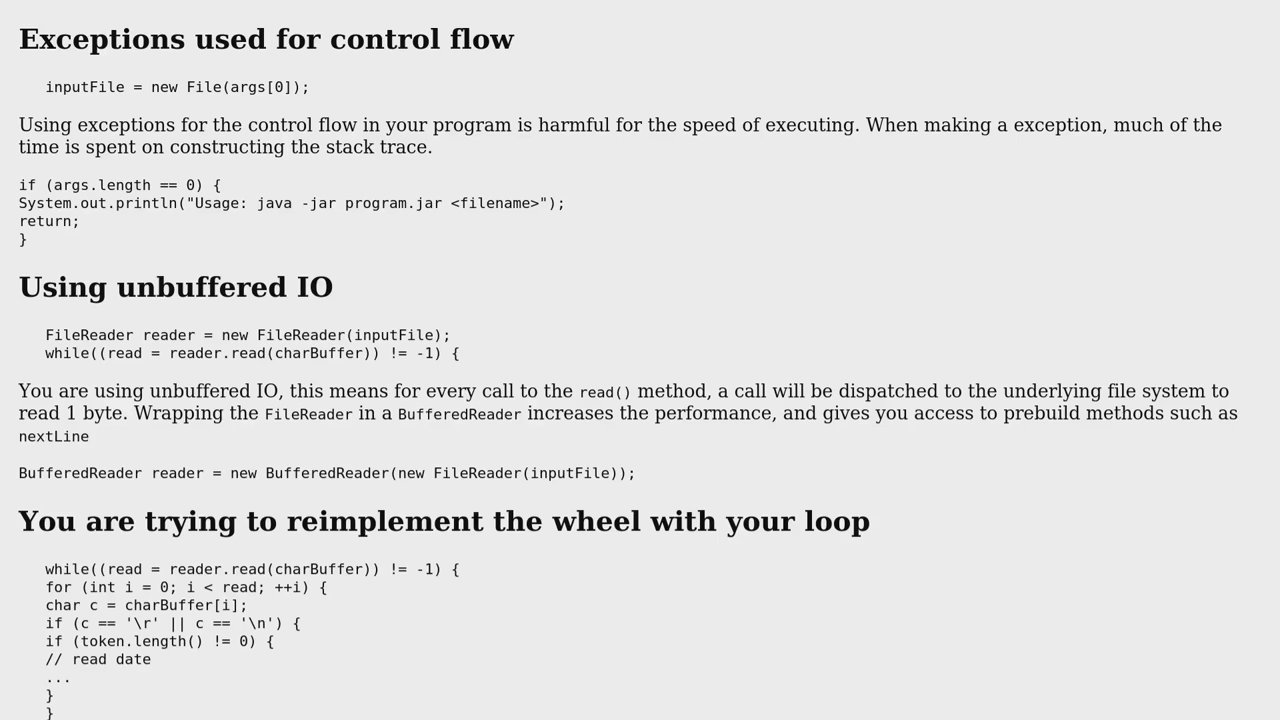 Exceptions used for control flow
inputFile = new File(args[0]);
Using exceptions for the control flow in your program is harmful for the speed of executing. When making a exception, much of the
time is spent on constructing the stack trace.
if (args.length == 0) {
System.out.println("Usage: java -jar program.jar <filename>");
return;
}
Using unbuffered IO
FileReader reader = new FileReader(inputFile);
while((read = reader.read(charBuffer)) != -1) {
You are using unbuffered IO, this means for every call to the read() method, a call will be dispatched to the underlying file system to
read 1 byte. Wrapping the FileReader in a BufferedReader increases the performance, and gives you access to prebuild methods such as
nextLine
BufferedReader reader = new BufferedReader(new FileReader(inputFile));
You are trying to reimplement the wheel with your loop
while((read = reader.read(charBuffer)) != -1) {
for (int i = 0; i < read; ++i) {
char c = charBuffer[i];
if (c == '\r' || c == '\n') {
if (token.length() != 0) {
// read date
...
}
}